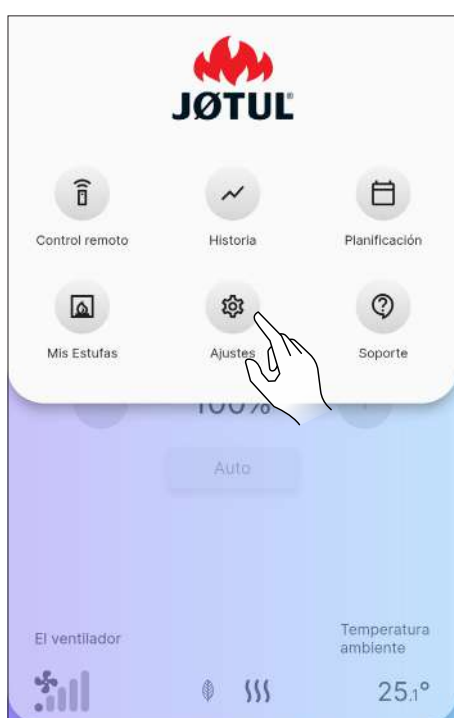 JØTUL
Control remoto
Historia
Planificación
Mis Estufas
Ajustes
Soporte
100%
Auto
El ventilador
Temperatura
ambiente
25.1°